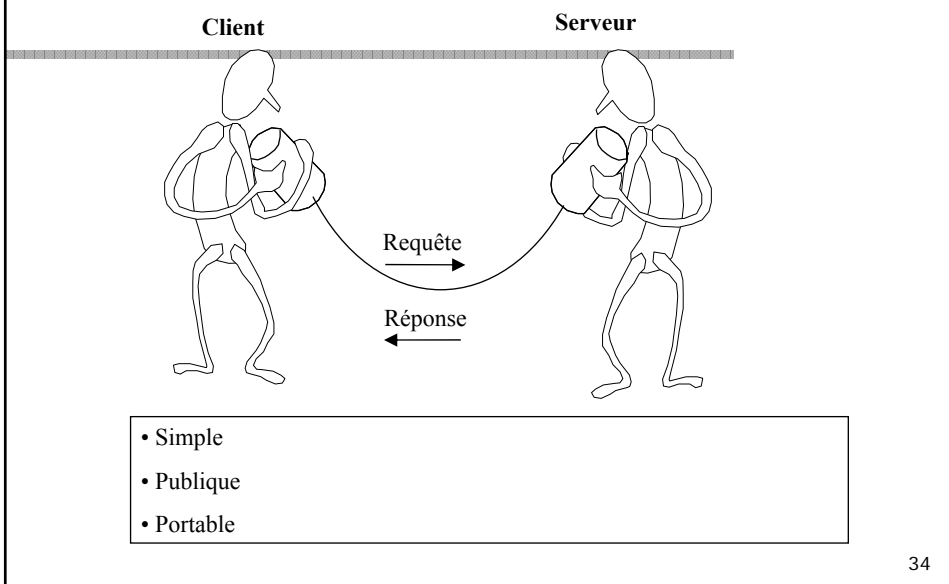 Client
Serveur
Requête
Réponse
• Simple
• Publique
• Portable
34